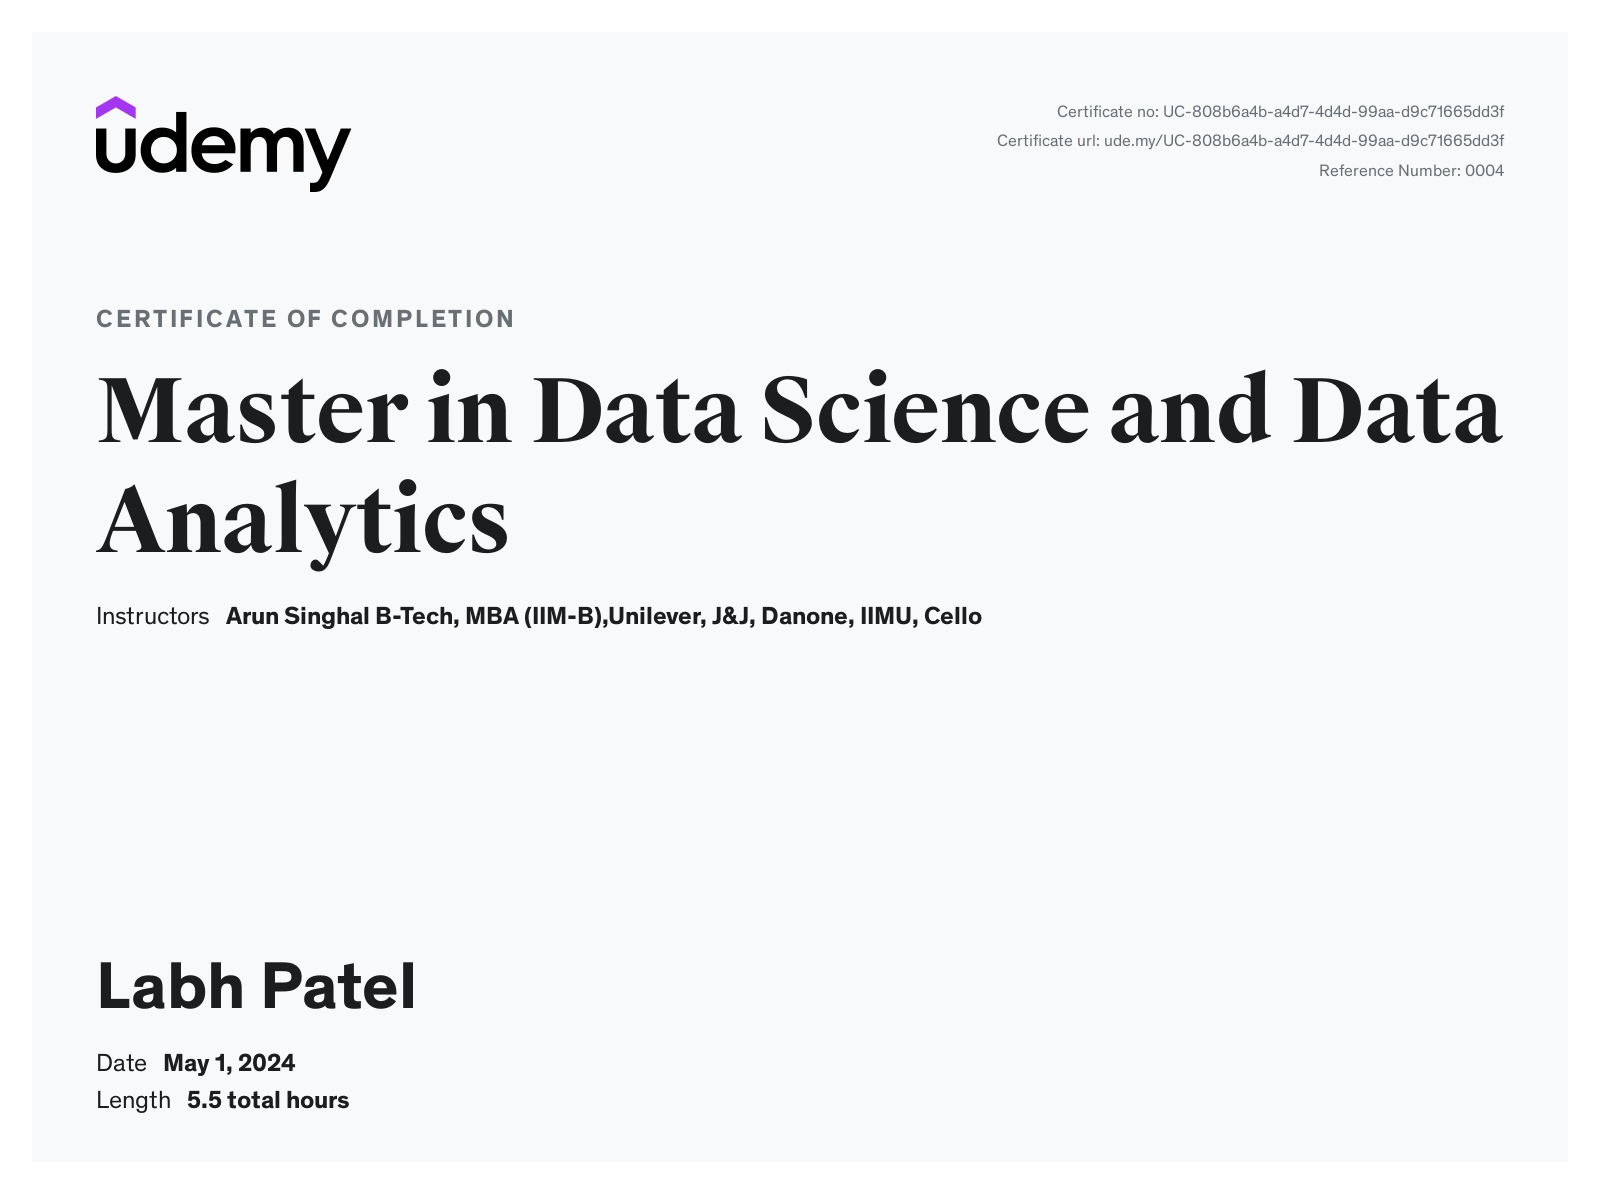 udemy
Certificate no: UC-808b6a4b-a4d7-4d4d-99aa-d9c71665dd3f
Certificate url: ude.my/UC-808b6a4b-a4d7-4d4d-99aa-d9c71665dd3f
Reference Number: 0004
CERTIFICATE OF COMPLETION
Master in Data Science and Data
Analytics
Instructors Arun Singhal B-Tech, MBA (IIM-B),Unilever, J&J, Danone, IIMU, Cello
Labh Patel
Date May 1, 2024
Length 5.5 total hours